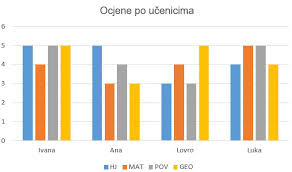 Ocjene po učenicima
6
5
4
3
2
1
0
Ivana Ana Lovro Luka
HJ MAT POV GEO